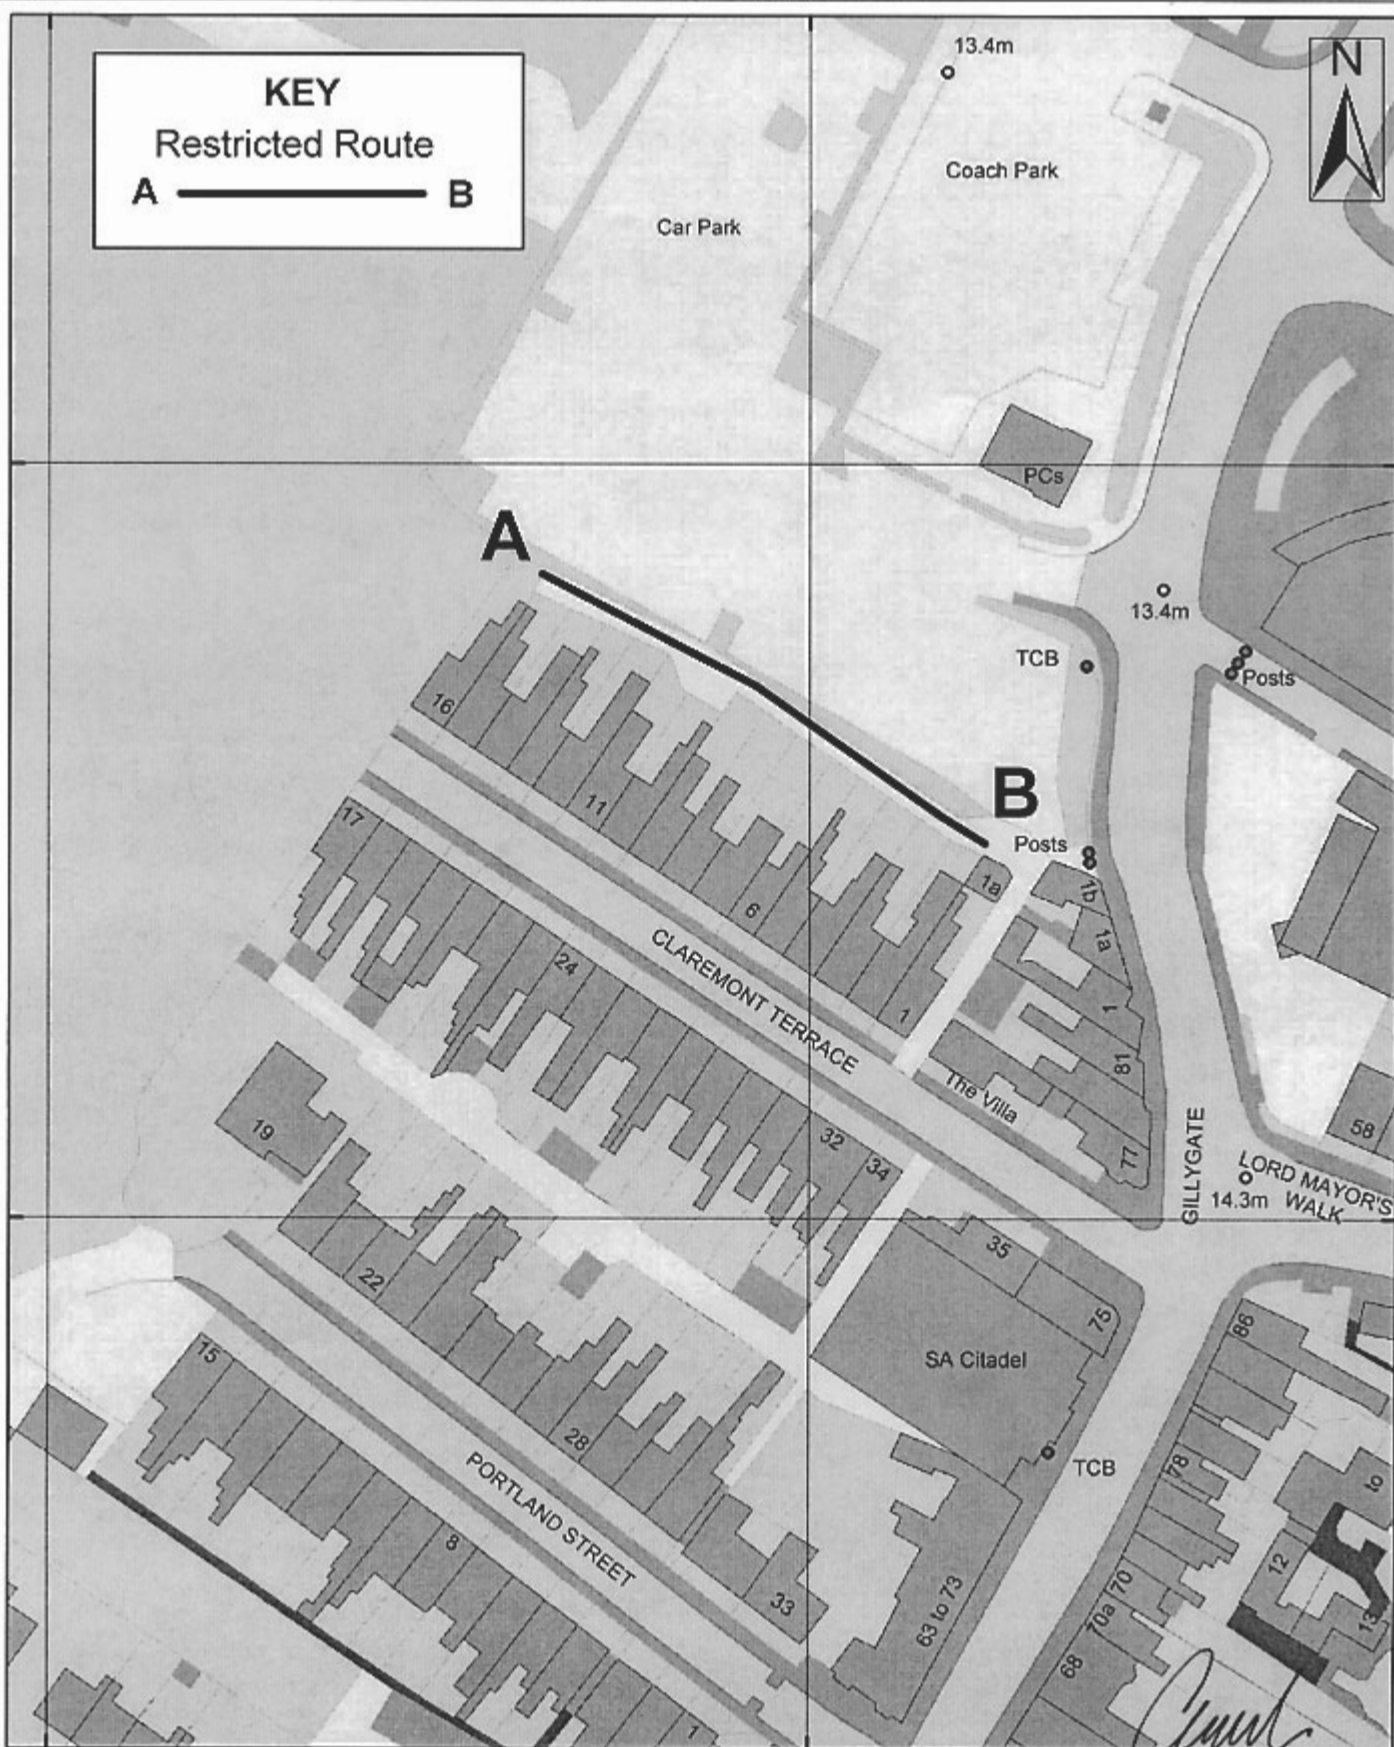 KEY
Restricted Route
A B
N
13.4m
Coach Park
Car Park
PCs
A
13.4m
TCB
Posts
B
Posts
16
11
6
1
1a
1b
1a
1
81
77
17
24
32
34
CLAREMONT TERRACE
The Villa
GILLYGATE
LORD MAYOR'S
WALK
14.3m
58
19
22
28
33
35
75
SA Citadel
TCB
86
78
70
70a
68
63 to 73
15
8
1
PORTLAND STREET
to
12
13